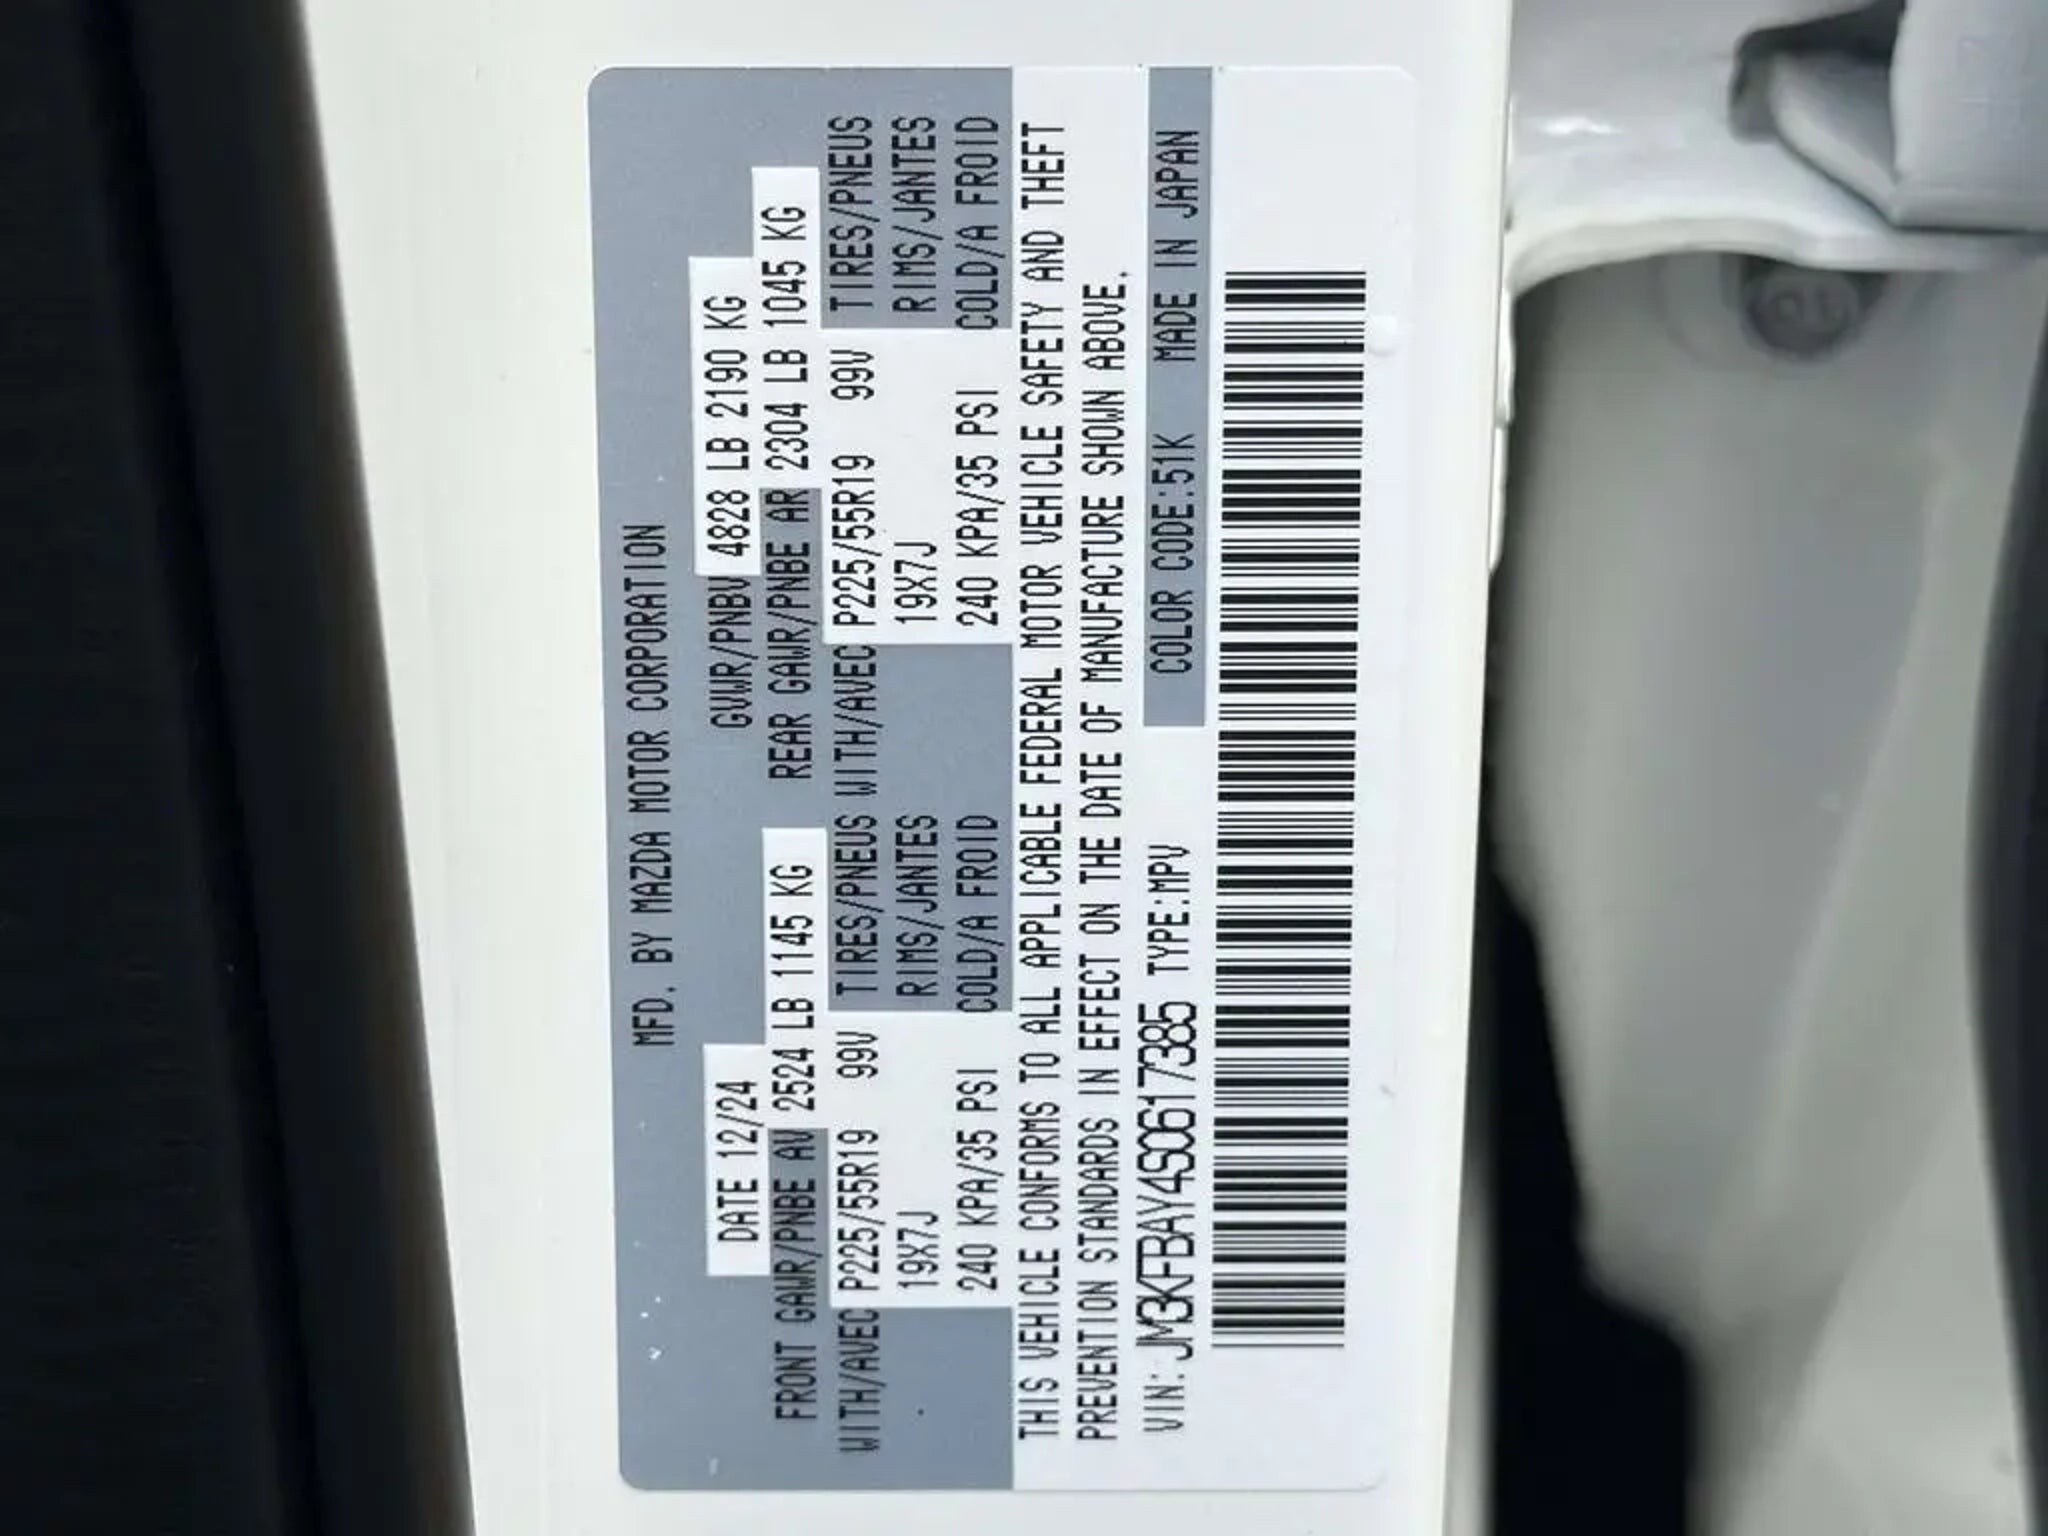 MFD. BY MAZDA MOTOR CORPORATION
DATE 12/24 GVWR/PNBV 4828 LB 2190 KG
FRONT GAWR/PNBE AV 2524 LB 1145 KG REAR GAWR/PNBE AR 2304 LB 1045 KG
WITH/AVEC P225/55R19 99V TIRES/PNEUS WITH/AVEC P225/55R19 99V TIRES/PNEUS
19X7J RIMS/JANTES 19X7J RIMS/JANTES
240 KPA/35 PSI COLD/A FROID 240 KPA/35 PSI COLD/A FROID
THIS VEHICLE CONFORMS TO ALL APPLICABLE FEDERAL MOTOR VEHICLE SAFETY AND THEFT
PREVENTION STANDARDS IN EFFECT ON THE DATE OF MANUFACTURE SHOWN ABOVE.
VIN: JM3KFBAY4S0617385 TYPE:MPV COLOR CODE:51K MADE IN JAPAN